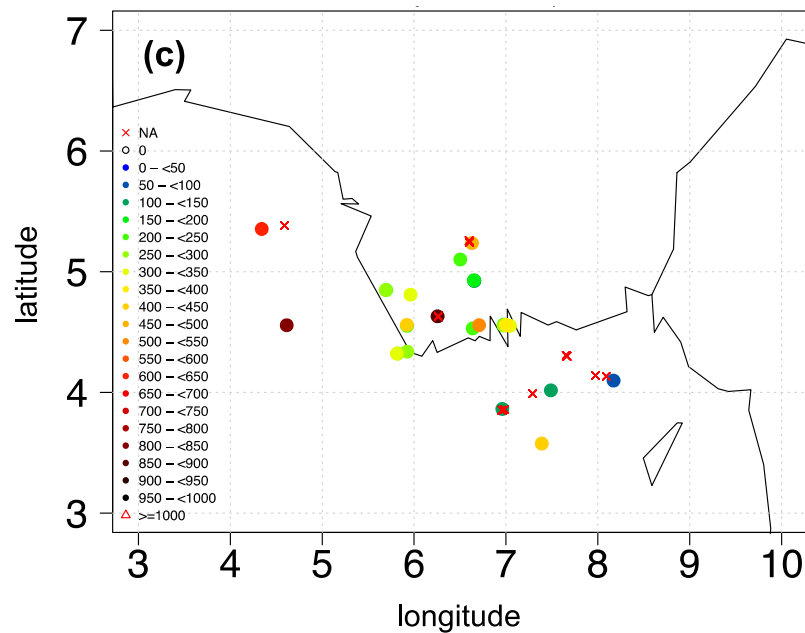 (c)
7
6
5
4
3
latitude
NA
0
0 – <50
50 – <100
100 – <150
150 – <200
200 – <250
250 – <300
300 – <350
350 – <400
400 – <450
450 – <500
500 – <550
550 – <600
600 – <650
650 – <700
700 – <750
750 – <800
800 – <850
850 – <900
900 – <950
950 – <1000
>=1000
3 4 5 6 7 8 9 10
longitude